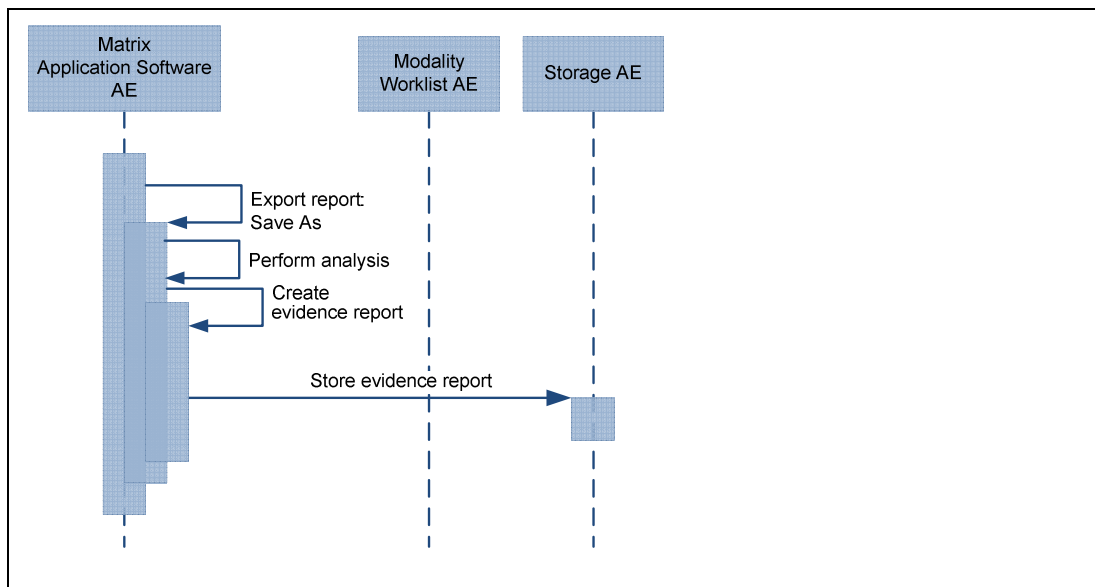 Matrix
Application Software
AE
Modality
Worklist AE
Storage AE
Export report:
Save As
Perform analysis
Create
evidence report
Store evidence report